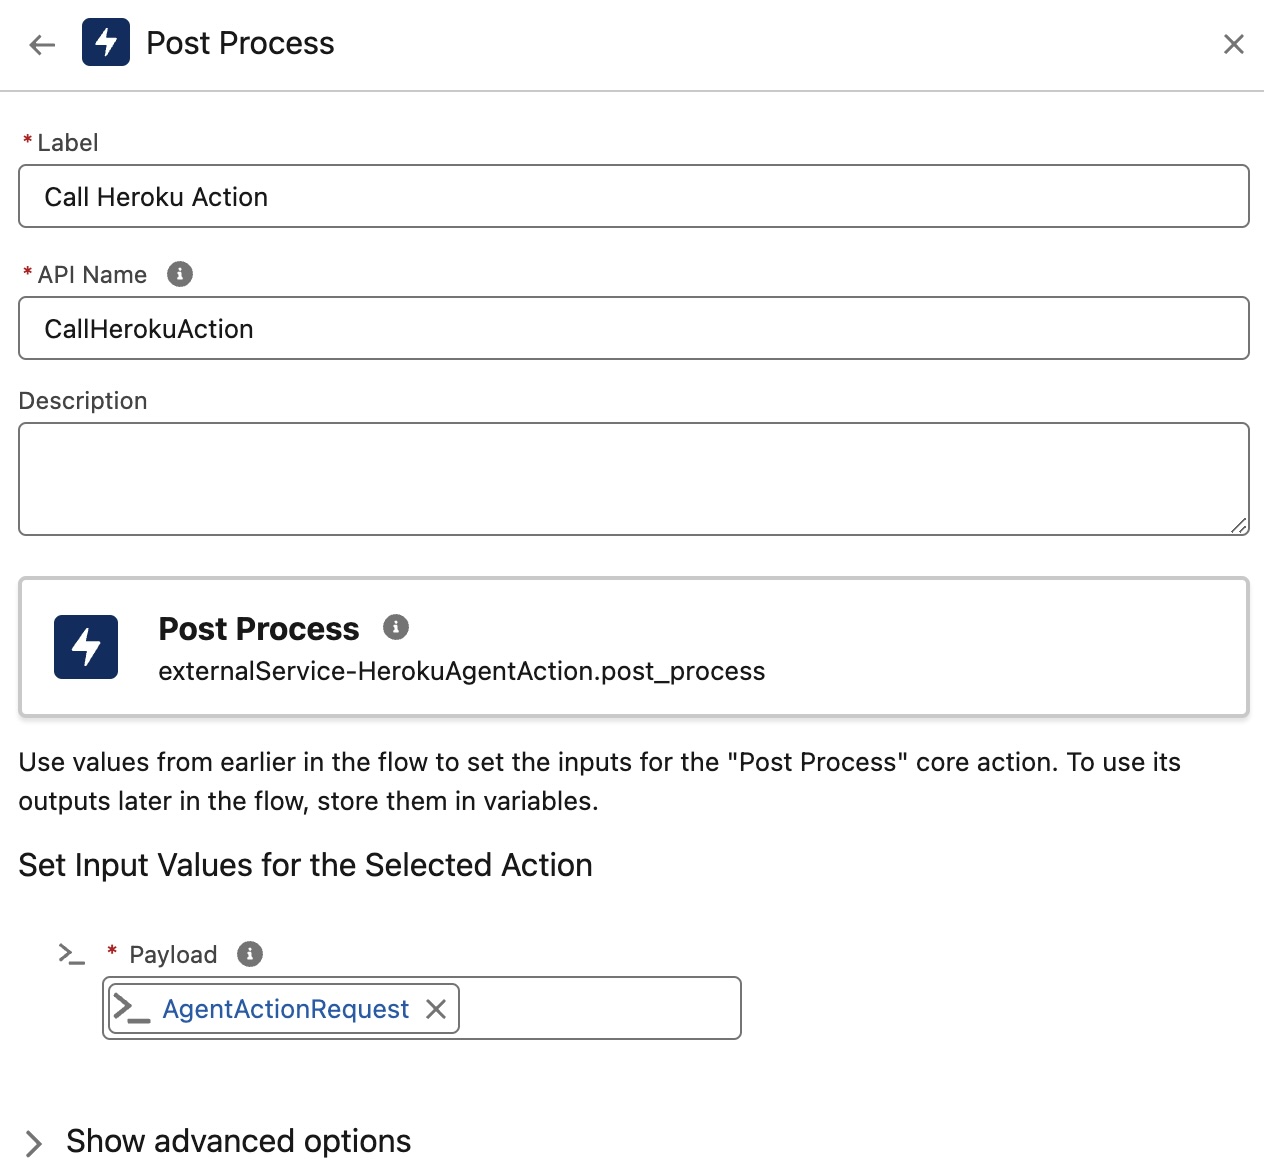 Post Process
* Label
Call Heroku Action
* API Name
CallHerokuAction
Description
Post Process
externalService-HerokuAgentAction.post_process
Use values from earlier in the flow to set the inputs for the "Post Process" core action. To use its
outputs later in the flow, store them in variables.
Set Input Values for the Selected Action
* Payload
AgentActionRequest
Show advanced options